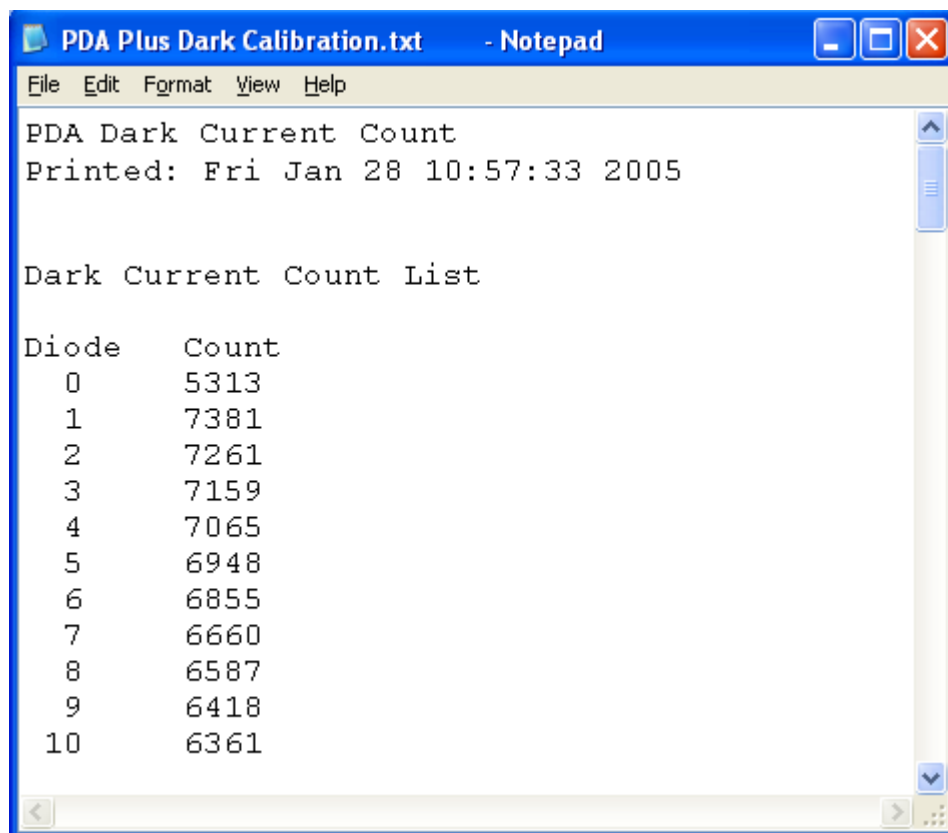 PDA Plus Dark Calibration.txt - Notepad
File Edit Format View Help
PDA Dark Current Count
Printed: Fri Jan 28 10:57:33 2005
Dark Current Count List
Diode Count
0 5313
1 7381
2 7261
3 7159
4 7065
5 6948
6 6855
7 6660
8 6587
9 6418
10 6361